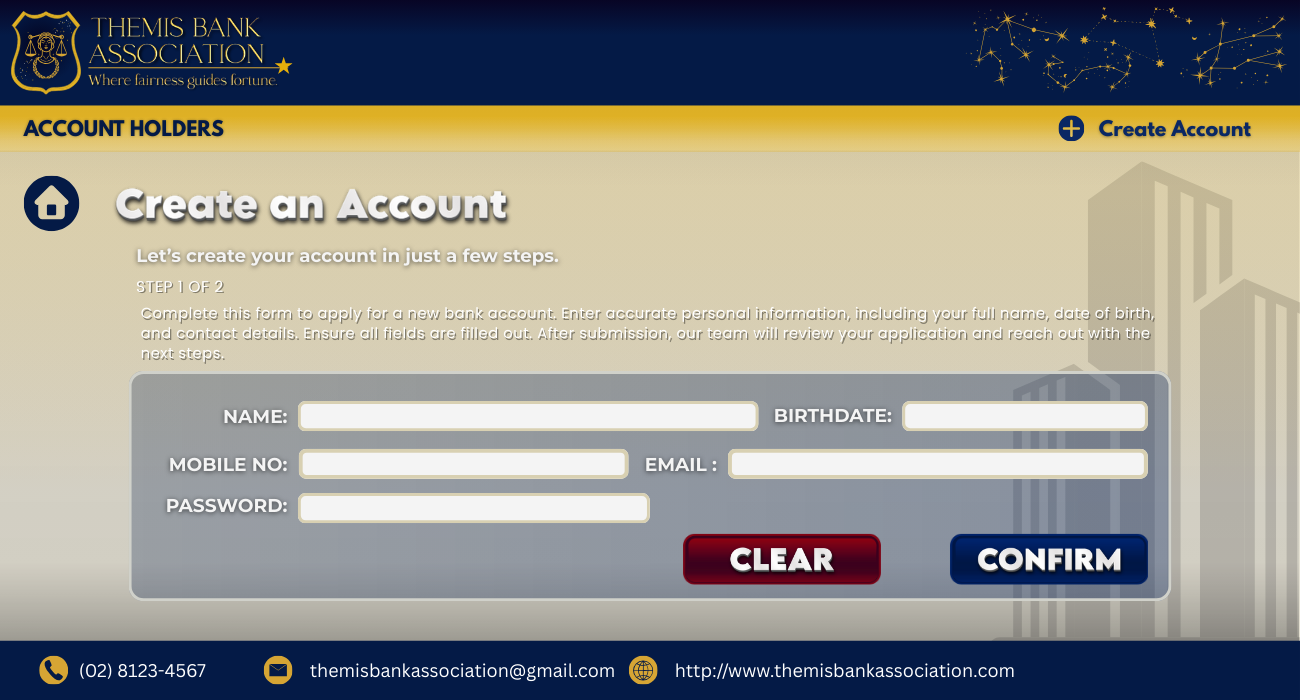 THEMIS BANK
ASSOCIATION
Where fairness guides fortune.
ACCOUNT HOLDERS
Create Account
Create an Account
Let's create your account in just a few steps.
STEP 1 OF 2
Complete this form to apply for a new bank account. Enter accurate personal information, including your full name, date of birth,
and contact details. Ensure all fields are filled out. After submission, our team will review your application and reach out with the
next steps.
NAME:
BIRTHDATE:
MOBILE NO:
EMAIL :
PASSWORD:
CLEAR
CONFIRM
(02) 8123-4567
themisbankassociation@gmail.com
http://www.themisbankassociation.com